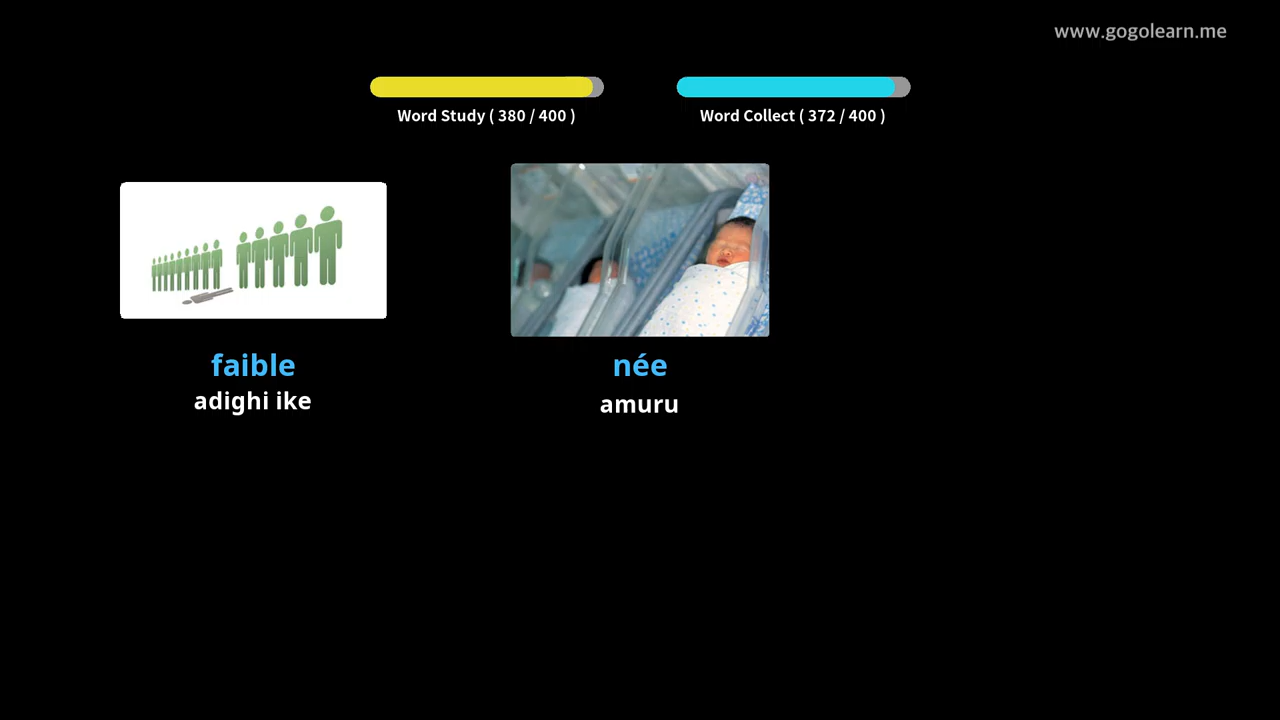 www.gogolearn.me
Word Study ( 380 / 400 )
Word Collect ( 372 / 400 )
faible
adighi ike
née
amuru